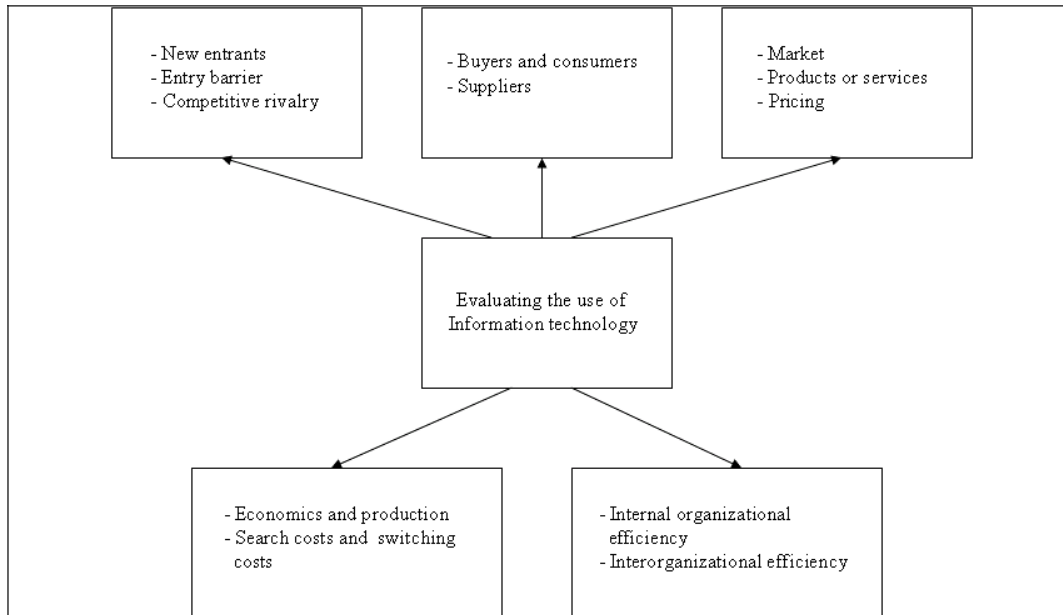 - New entrants
- Entry barrier
- Competitive rivalry
- Buyers and consumers
- Suppliers
- Market
- Products or services
- Pricing
Evaluating the use of
Information technology
- Economics and production
- Search costs and switching
costs
- Internal organizational
efficiency
- Interorganizational efficiency